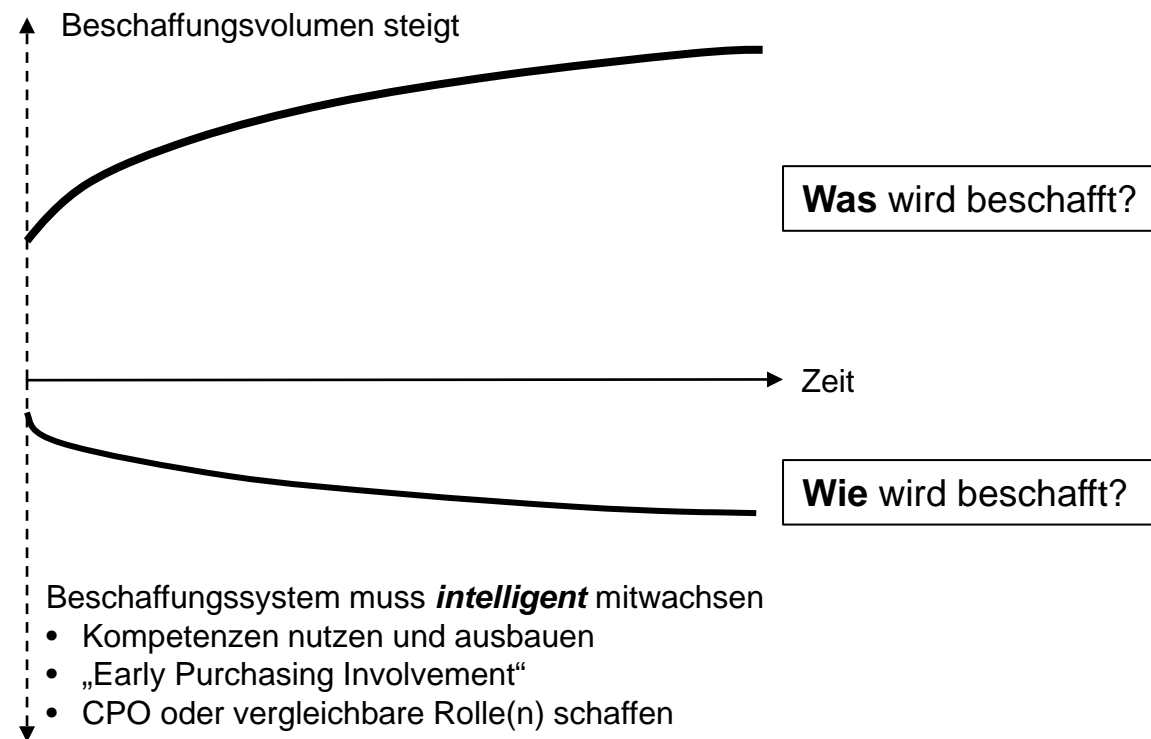 Beschaffungsvolumen steigt
Was wird beschafft?
Zeit
Wie wird beschafft?
Beschaffungssystem muss intelligent mitwachsen
• Kompetenzen nutzen und ausbauen
• „Early Purchasing Involvement“
• CPO oder vergleichbare Rolle(n) schaffen